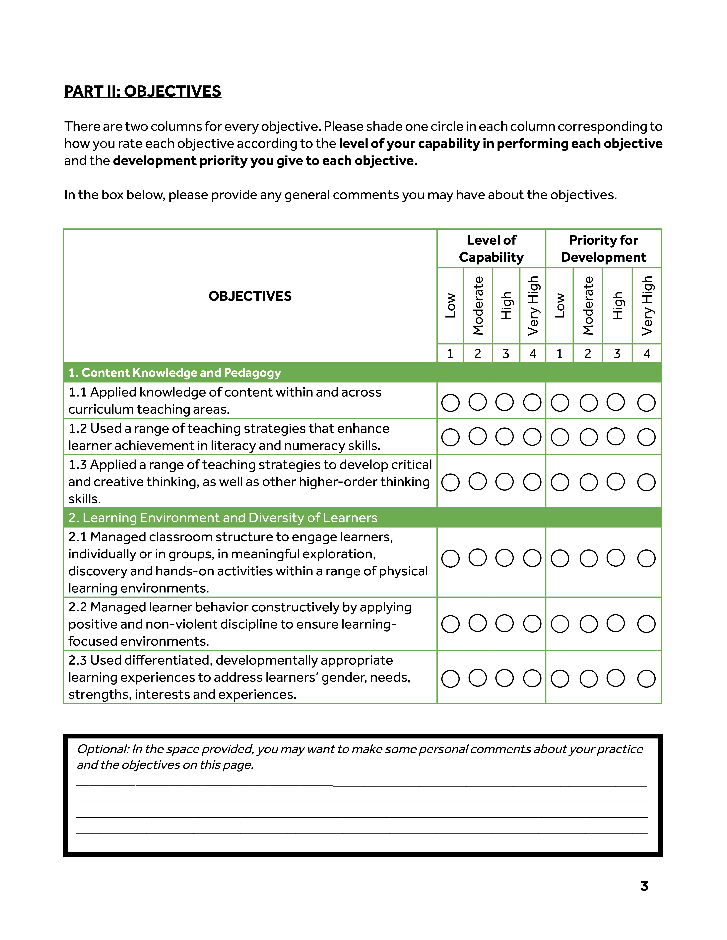 PART II: OBJECTIVES
There are two columns for every objective. Please shade one circle in each column corresponding to
how you rate each objective according to the level of your capability in performing each objective
and the development priority you give to each objective.
In the box below, please provide any general comments you may have about the objectives.
OBJECTIVES
Level of
Capability
Priority for
Development
Low
Moderate
High
Very High
Low
Moderate
High
Very High
1 2 3 4 1 2 3 4
1. Content Knowledge and Pedagogy
1.1 Applied knowledge of content within and across
curriculum teaching areas.
1.2 Used a range of teaching strategies that enhance
learner achievement in literacy and numeracy skills.
1.3 Applied a range of teaching strategies to develop critical
and creative thinking, as well as other higher-order thinking
skills.
2. Learning Environment and Diversity of Learners
2.1 Managed classroom structure to engage learners,
individually or in groups, in meaningful exploration,
discovery and hands-on activities within a range of physical
learning environments.
2.2 Managed learner behavior constructively by applying
positive and non-violent discipline to ensure learning-
focused environments.
2.3 Used differentiated, developmentally appropriate
learning experiences to address learners' gender, needs,
strengths, interests and experiences.
Optional: In the space provided, you may want to make some personal comments about your practice
and the objectives on this page.
3